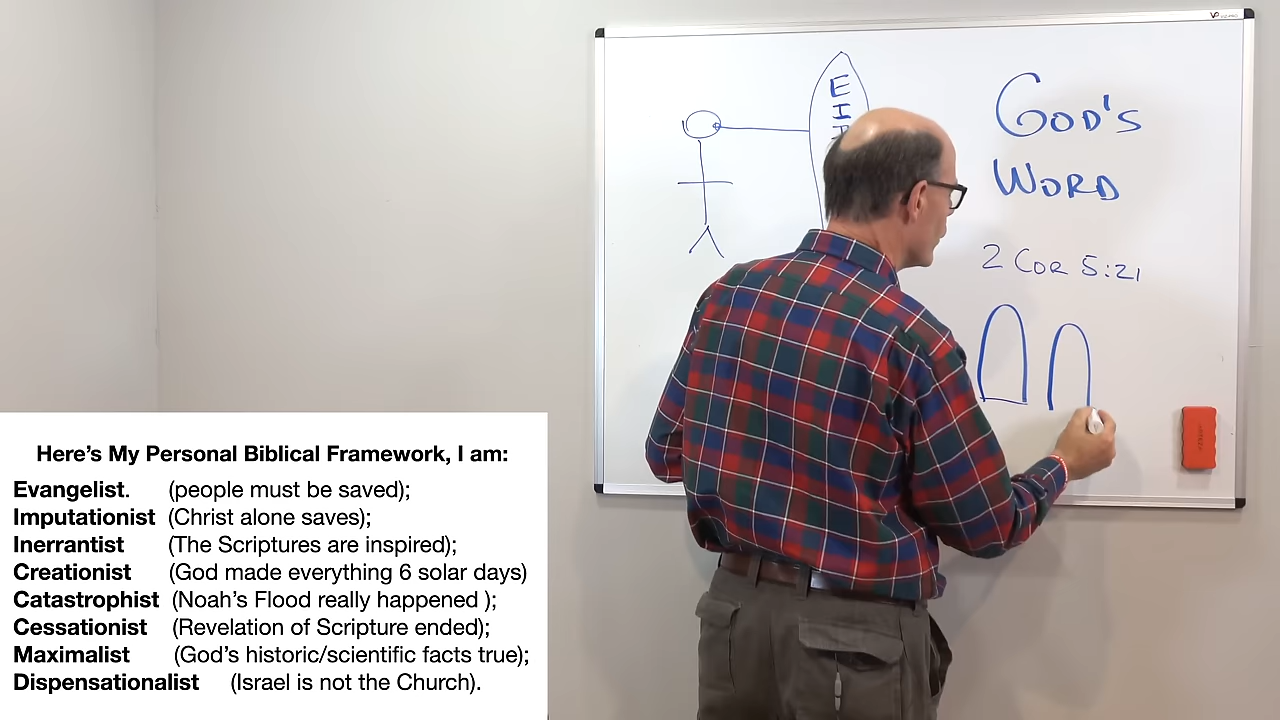 E
I
GOD'S
WORD
2 COR 5:21
Here's My Personal Biblical Framework, I am:
Evangelist. (people must be saved);
Imputationist (Christ alone saves);
Inerrantist (The Scriptures are inspired);
Creationist (God made everything 6 solar days)
Catastrophist (Noah's Flood really happened );
Cessationist (Revelation of Scripture ended);
Maximalist (God's historic/scientific facts true);
Dispensationalist (Israel is not the Church).